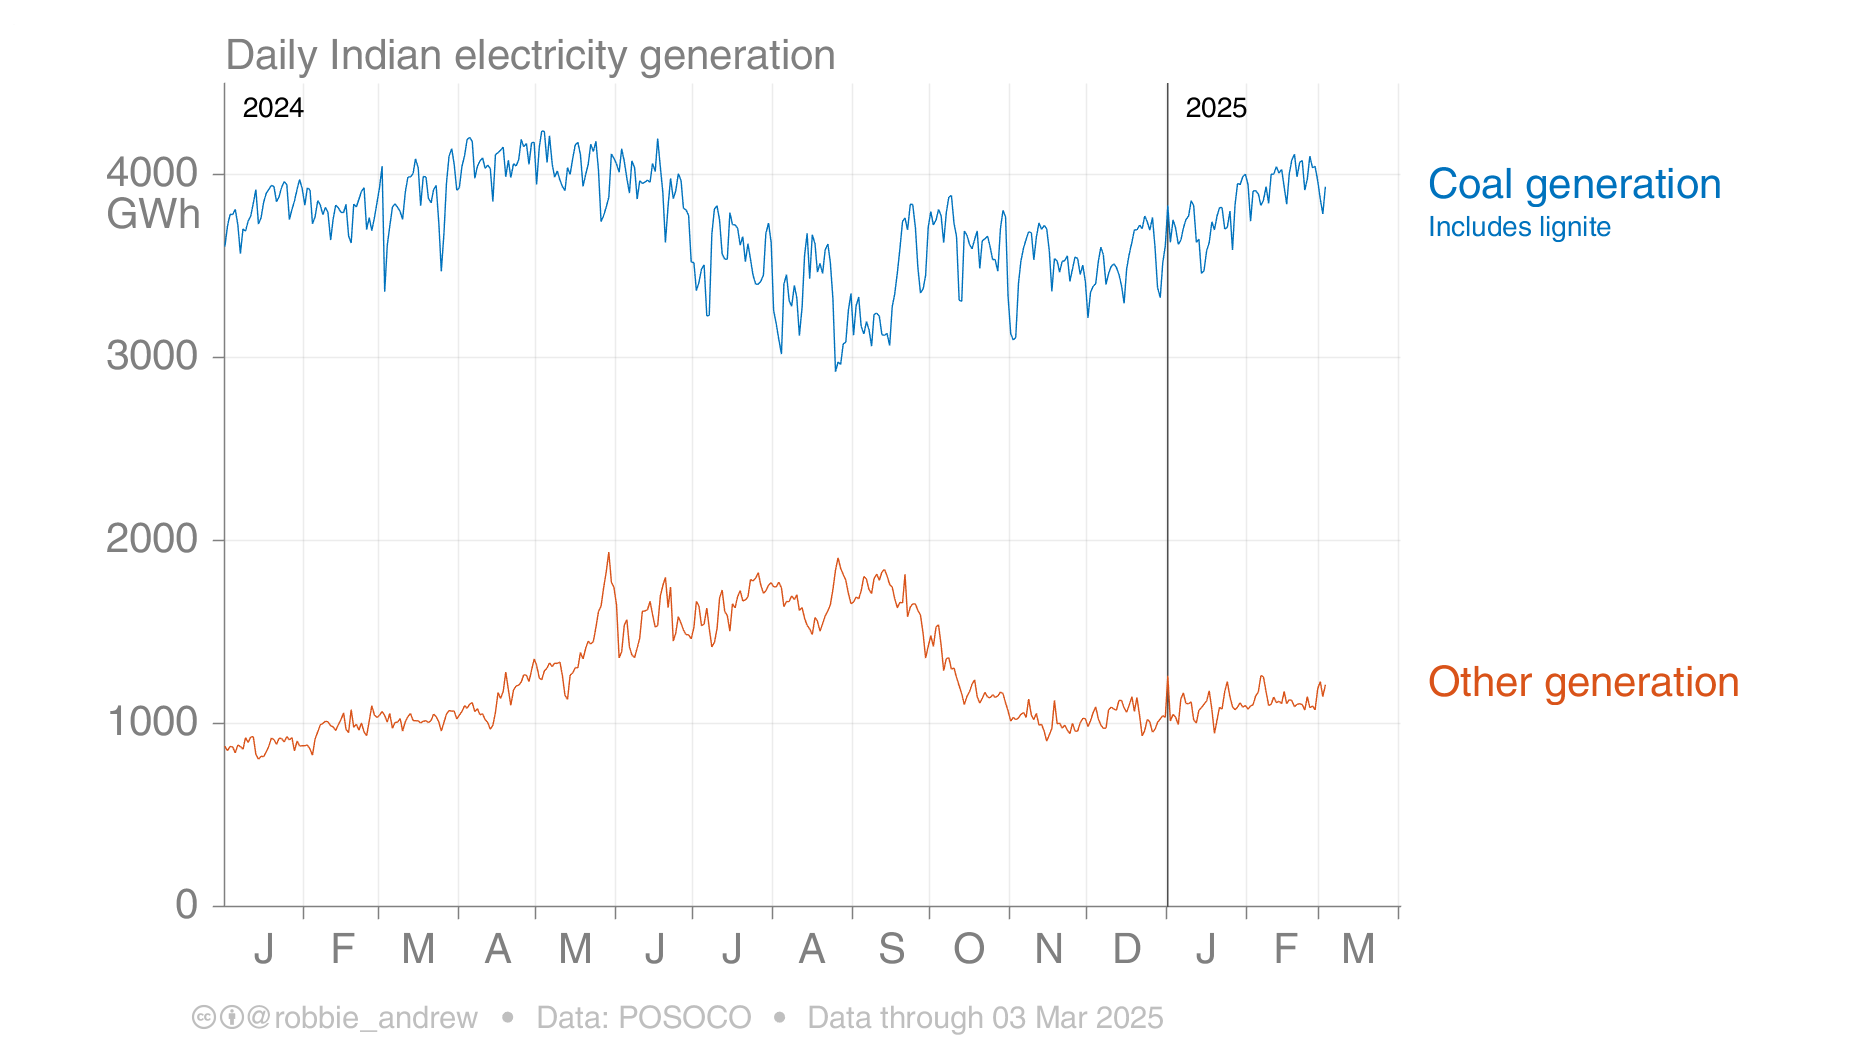 Daily Indian electricity generation
2024
2025
4000
GWh
3000
2000
1000
0
Coal generation
Includes lignite
Other generation
J F M A M J J A S O N D J F M
@robbie_andrew • Data: POSOCO • Data through 03 Mar 2025